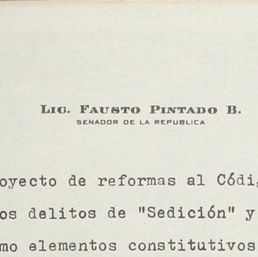 LIC. FAUSTO PINTADO B.
SENADOR DE LA REPUBLICA
oyecto de reformas al Códi
os delitos de "Sedición" y
mo elementos constitutivos